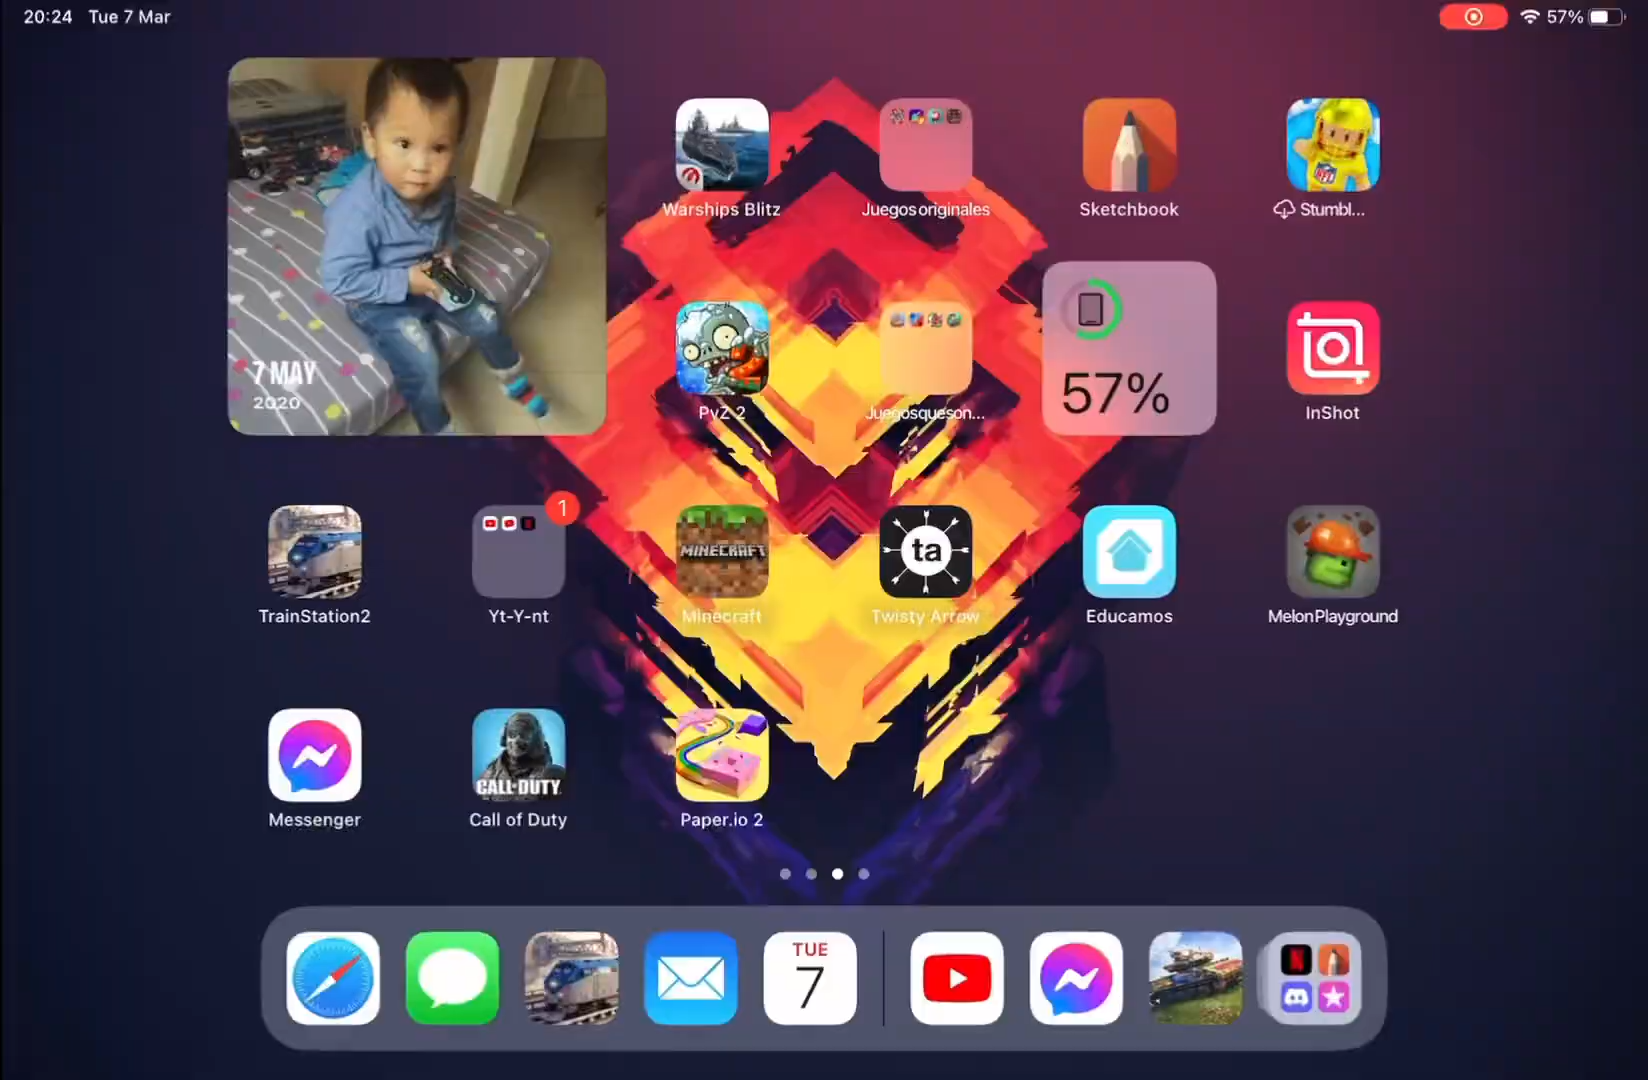 20:24 Tue 7 Mar
57%
7 MAY
2020
Warships Blitz
Juegos originales
Sketchbook
Stumbl...
PvZ 2
Juegosqueson...
57%
InShot
TrainStation2
1
Yt-Y-nt
MINECRAFT
Minecraft
ta
Twisty Arrow
Educamos
MelonPlayground
NFL
Messenger
CALL·DUTY
Call of Duty
Paper.io 2
TUE
7